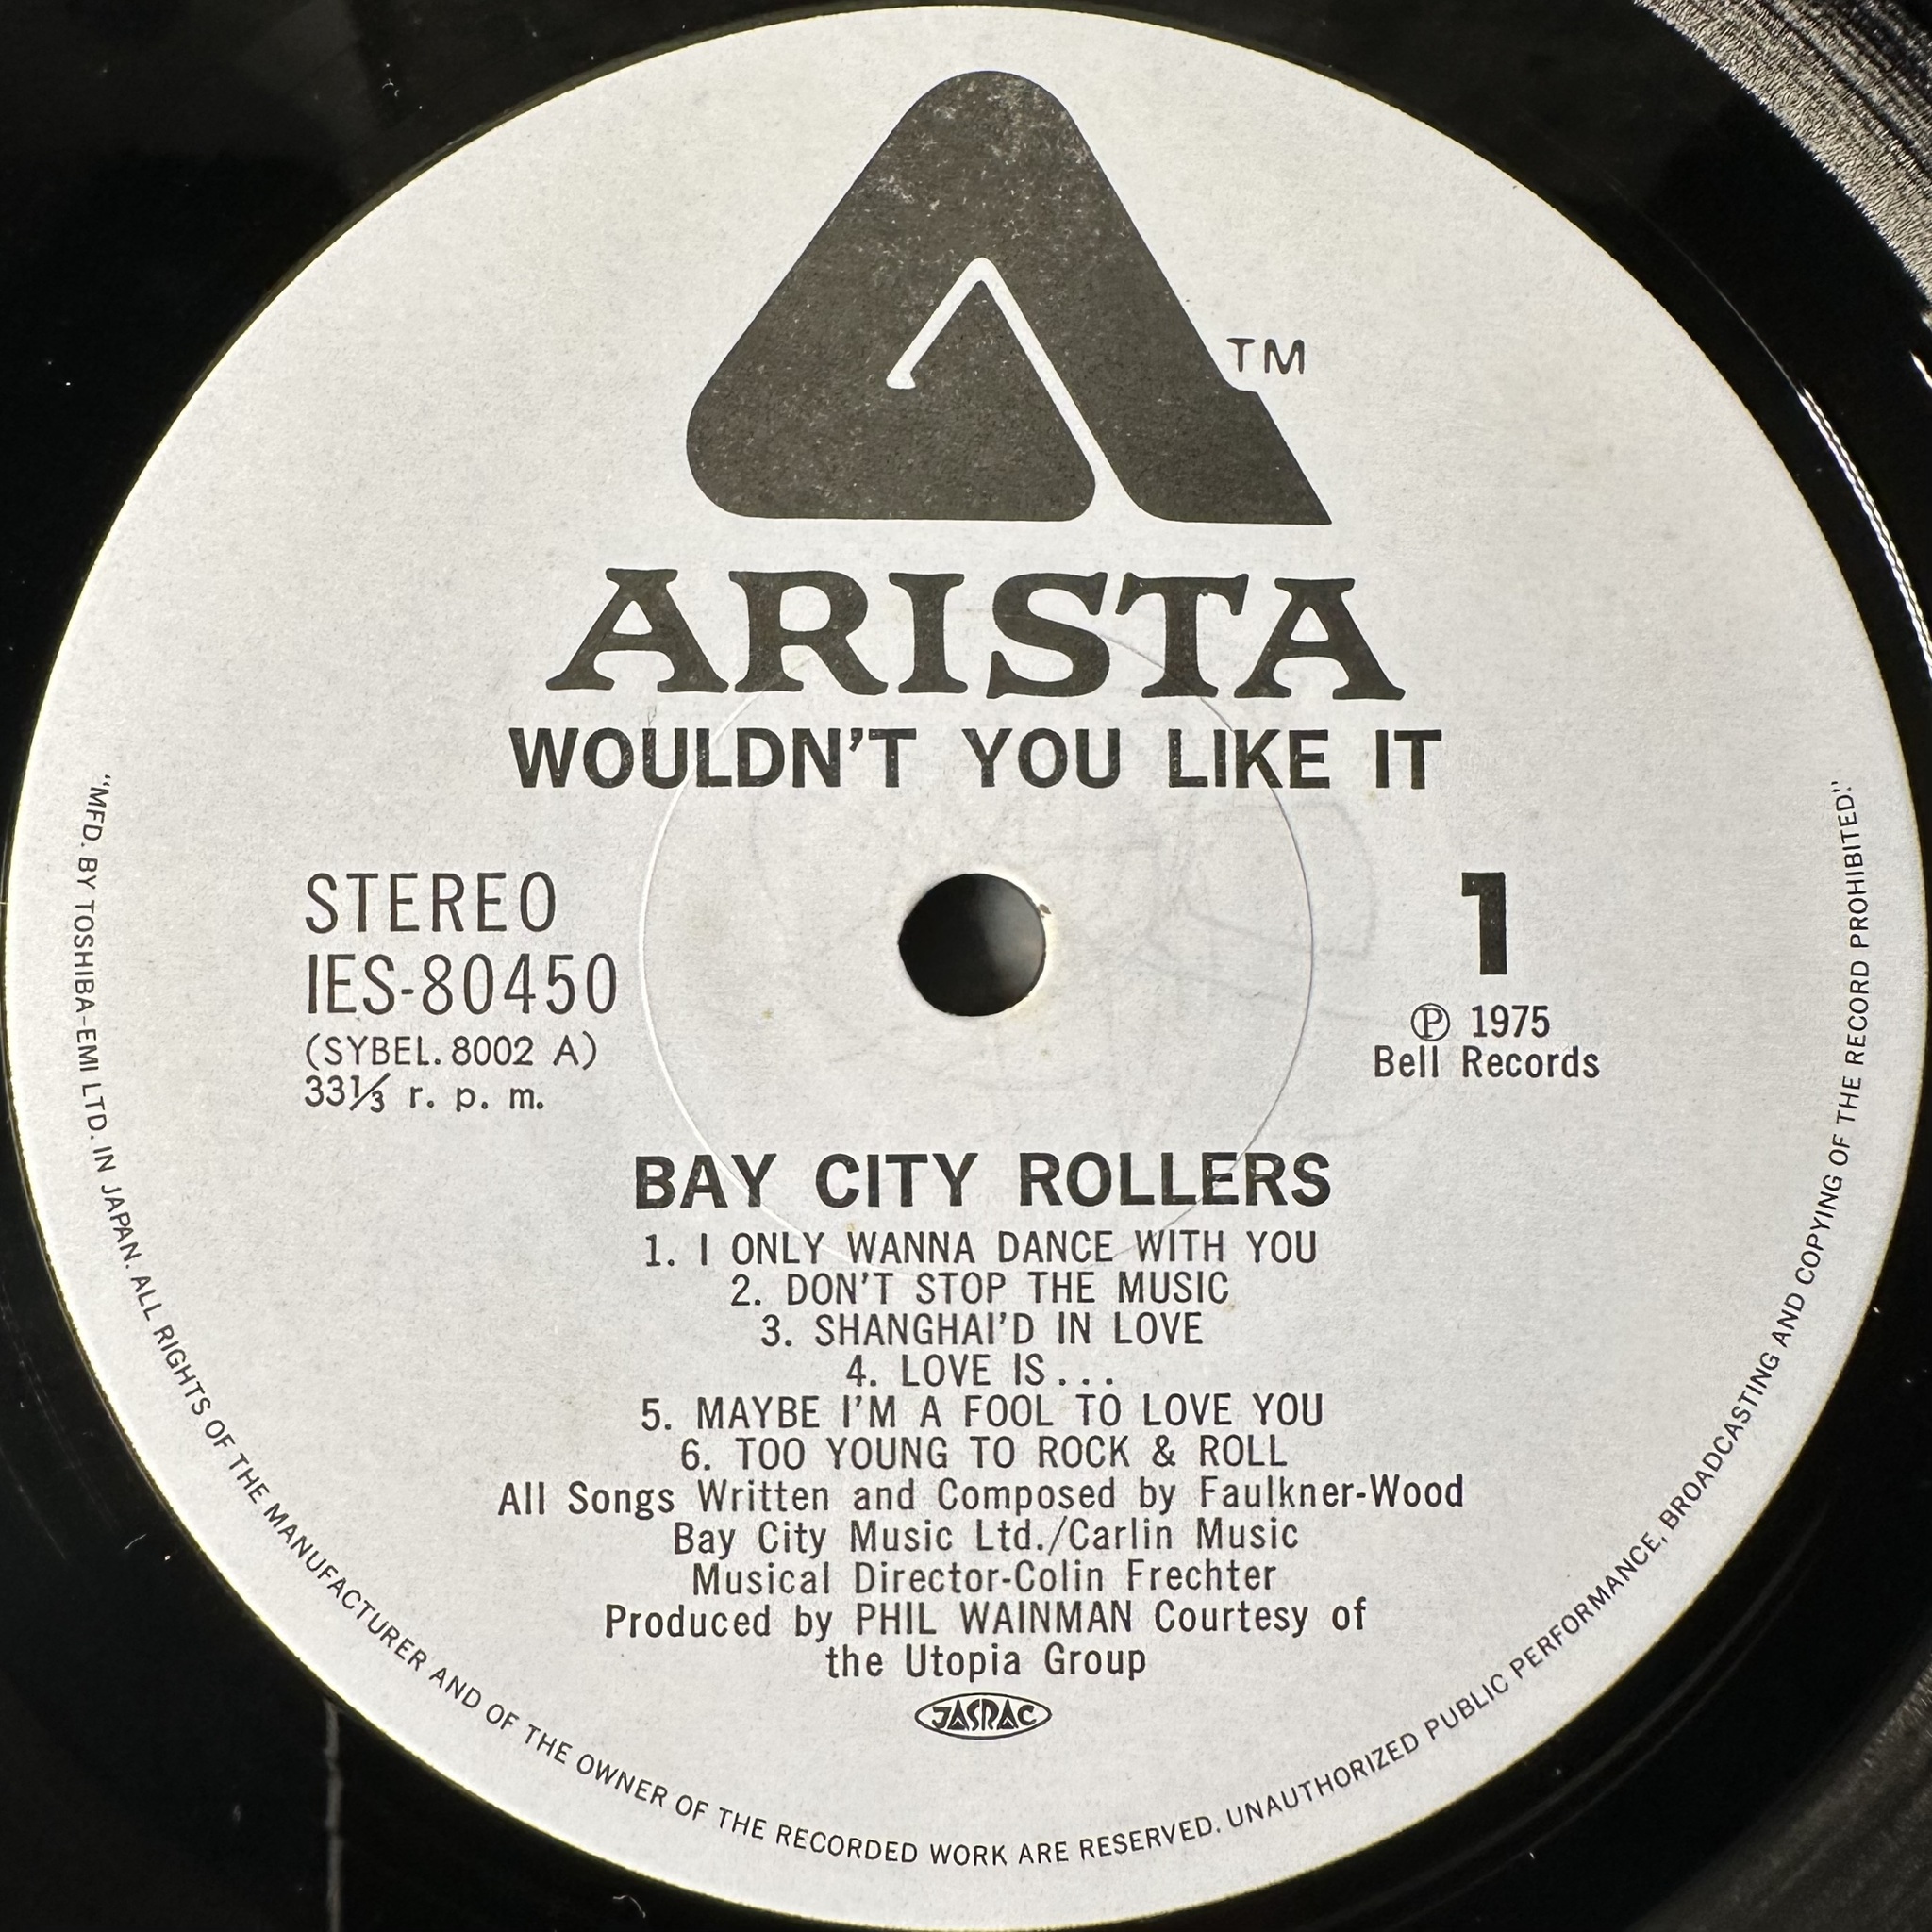 TM
ARISTA
WOULDN'T YOU LIKE IT
STEREO
IES-80450
(SYBEL. 8002 A)
33⅓ r. p. m.
1
Ⓟ 1975
Bell Records
BAY CITY ROLLERS
1. I ONLY WANNA DANCE WITH YOU
2. DON'T STOP THE MUSIC
3. SHANGHAI'D IN LOVE
4. LOVE IS...
5. MAYBE I'M A FOOL TO LOVE YOU
6. TOO YOUNG TO ROCK & ROLL
All Songs Written and Composed by Faulkner-Wood
Bay City Music Ltd./Carlin Music
Musical Director-Colin Frechter
Produced by PHIL WAINMAN Courtesy of
the Utopia Group
JASRAC
"MFD. BY TOSHIBA-EMI LTD. IN JAPAN. ALL RIGHTS OF THE MANUFACTURER AND OF THE OWNER OF THE RECORDED WORK ARE RESERVED. UNAUTHORIZED PUBLIC PERFORMANCE, BROADCASTING AND COPYING OF THE RECORD PROHIBITED."